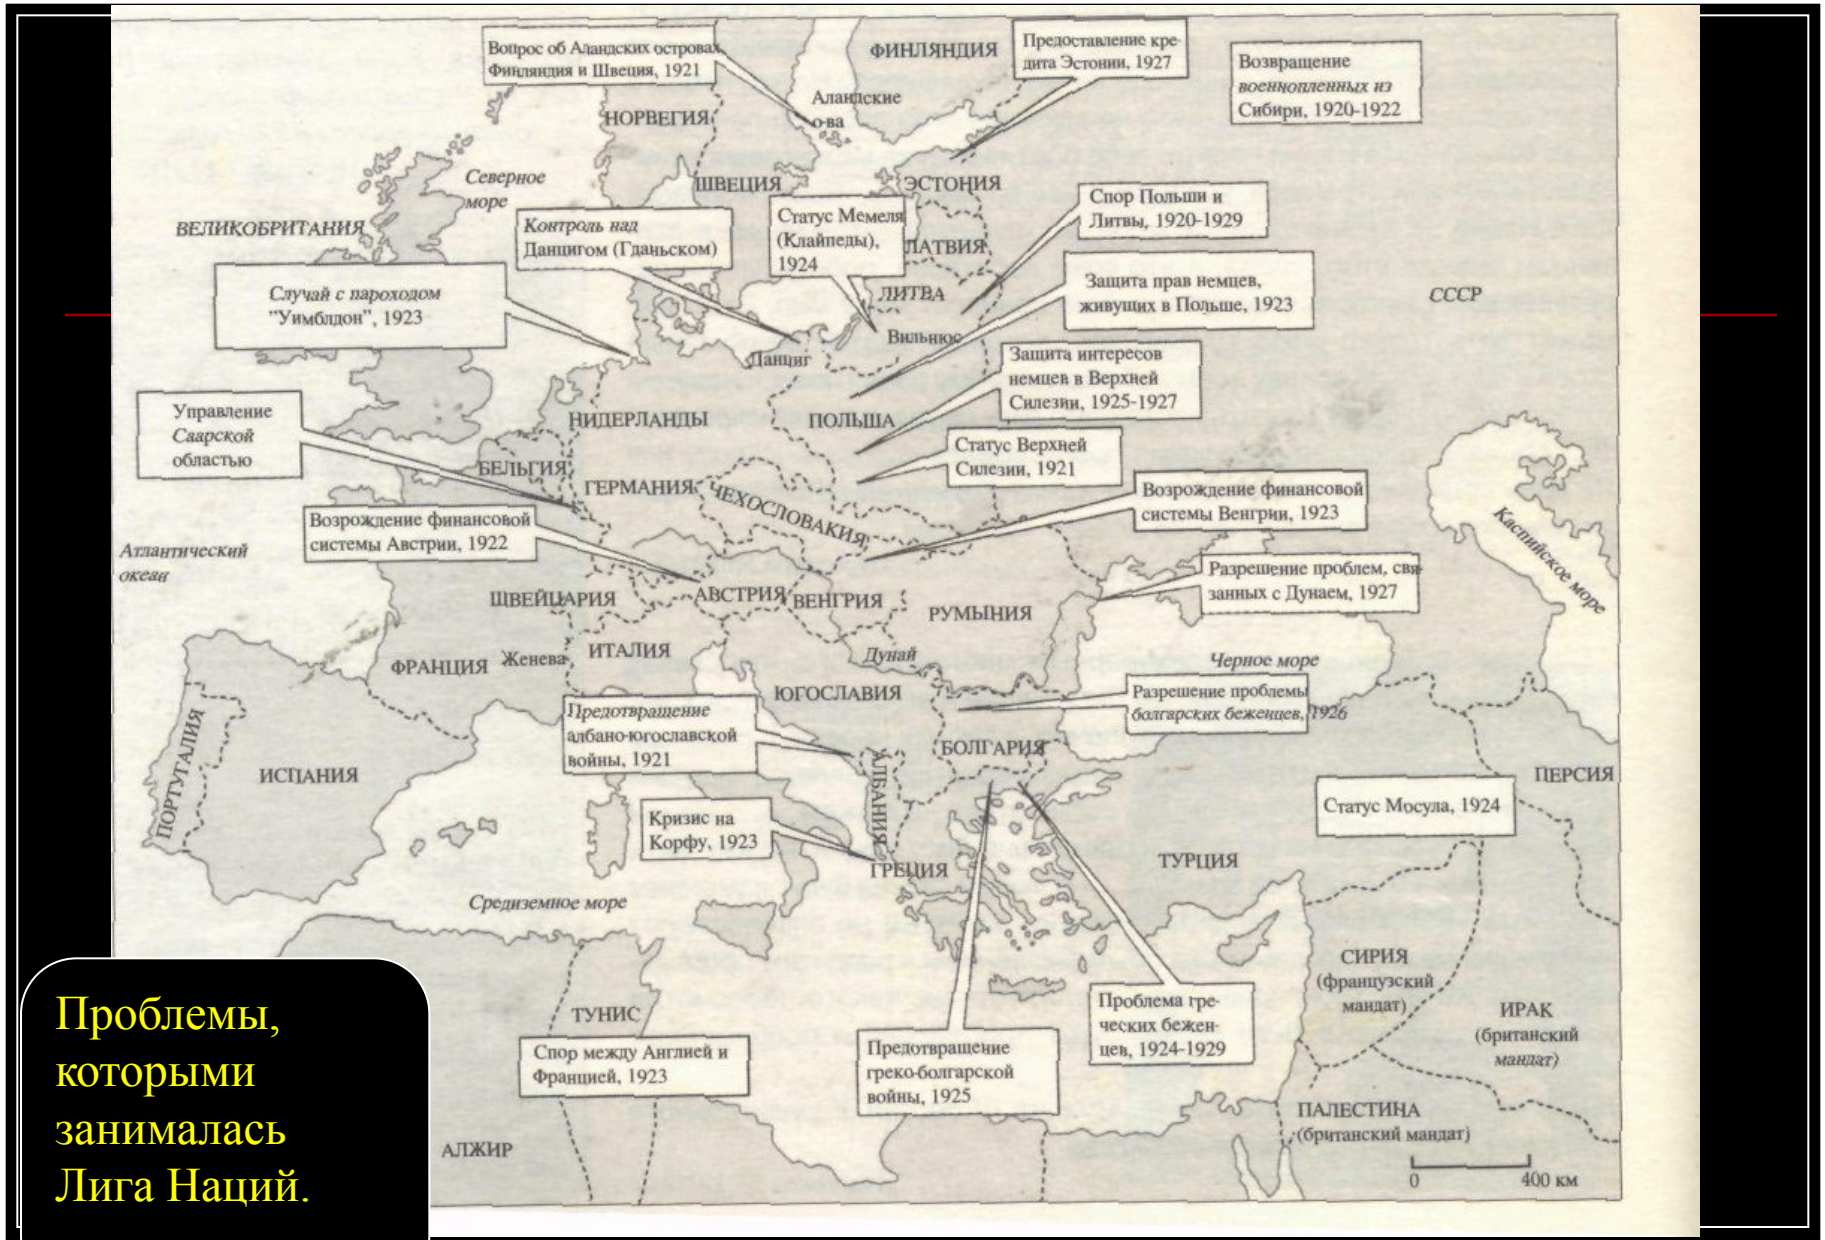 Вопрос об Аландских островах,
Финляндия и Швеция, 1921
ФИНЛЯНДИЯ
Предоставление кре-
дита Эстонии, 1927
Возвращение
военнопленных из
Сибири, 1920-1922
Аландские
о-ва
НОРВЕГИЯ
Северное
море
ШВЕЦИЯ
ЭСТОНИЯ
ВЕЛИКОБРИТАНИЯ
Контроль над
Данцигом (Гданьском)
Статус Мемеля
(Клайпеды),
1924
Спор Польши и
Литвы, 1920-1929
ЛАТВИЯ
Случай с пароходом
"Уимблдон", 1923
ЛИТВА
Защита прав немцев,
живущих в Польше, 1923
СССР
Вильнюс
Данциг
Защита интересов
немцев в Верхней
Силезии, 1925-1927
Управление
Саарской
областью
НИДЕРЛАНДЫ
ПОЛЬША
БЕЛЬГИЯ
Статус Верхней
Силезии, 1921
ГЕРМАНИЯ
ЧЕХОСЛОВАКИЯ
Возрождение финансовой
системы Венгрии, 1923
Возрождение финансовой
системы Австрии, 1922
Каспийское море
Атлантический
океан
Разрешение проблем, свя-
занных с Дунаем, 1927
ШВЕЙЦАРИЯ
АВСТРИЯ
ВЕНГРИЯ
РУМЫНИЯ
ФРАНЦИЯ
Женева
ИТАЛИЯ
Дунай
Черное море
ЮГОСЛАВИЯ
Разрешение проблемы
болгарских беженцев, 1926
Предотвращение
албано-югославской
войны, 1921
ПОРТУГАЛИЯ
ИСПАНИЯ
БОЛГАРИЯ
АЛБАНИЯ
ПЕРСИЯ
Статус Мосула, 1924
Кризис на
Корфу, 1923
ГРЕЦИЯ
ТУРЦИЯ
Средиземное море
СИРИЯ
(французский
мандат)
ИРАК
(британский
мандат)
ТУНИС
Проблема гре-
ческих бежен-
цев, 1924-1929
Спор между Англией и
Францией, 1923
Предотвращение
греко-болгарской
войны, 1925
ПАЛЕСТИНА
(британский мандат)
АЛЖИР
0 400 км
Проблемы,
которыми
занималась
Лига Наций.